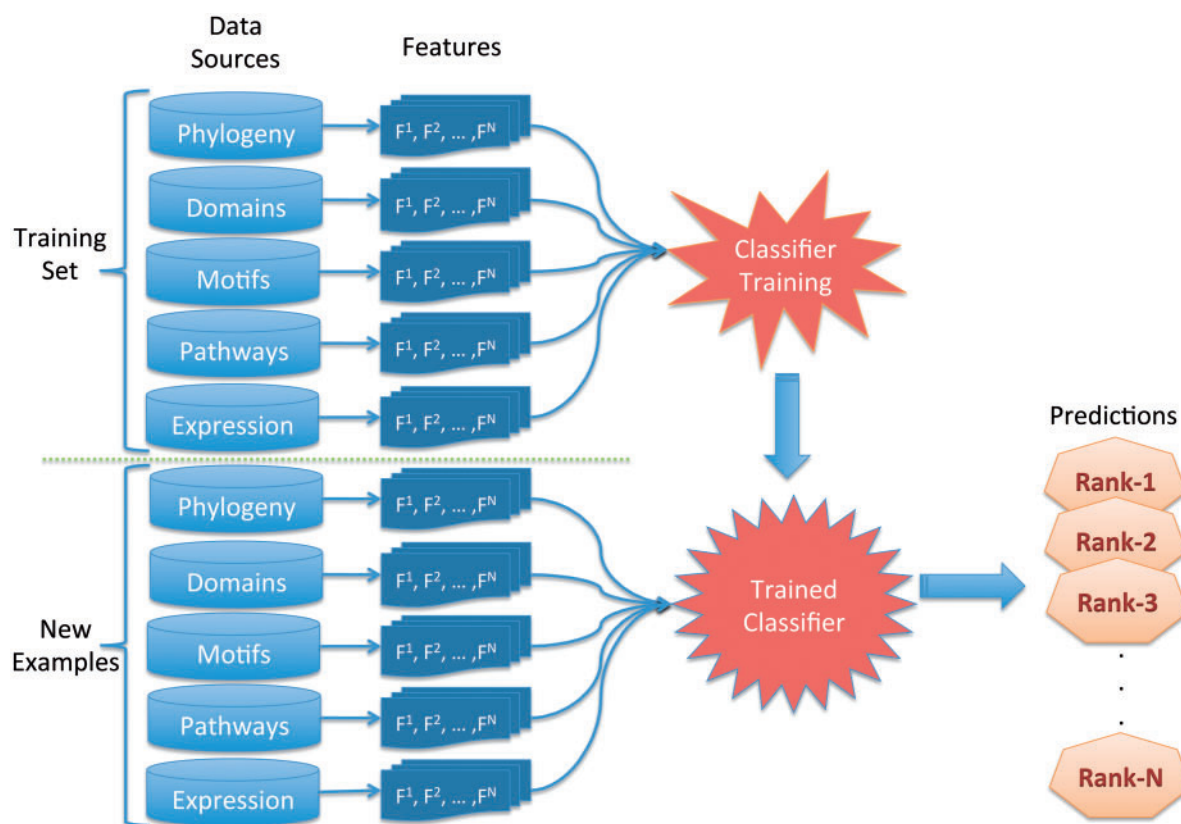 Data
Sources
Features
Training
Set
Phylogeny
F¹, F², ... ,Fᴺ
Domains
F¹, F², ... ,Fᴺ
Motifs
F¹, F², ... ,Fᴺ
Pathways
F¹, F², ... ,Fᴺ
Expression
F¹, F², ... ,Fᴺ
Classifier
Training
New
Examples
Phylogeny
F¹, F², ... ,Fᴺ
Domains
F¹, F², ... ,Fᴺ
Motifs
F¹, F², ... ,Fᴺ
Pathways
F¹, F², ... ,Fᴺ
Expression
F¹, F², ... ,Fᴺ
Trained
Classifier
Predictions
Rank-1
Rank-2
Rank-3
.
.
.
Rank-N